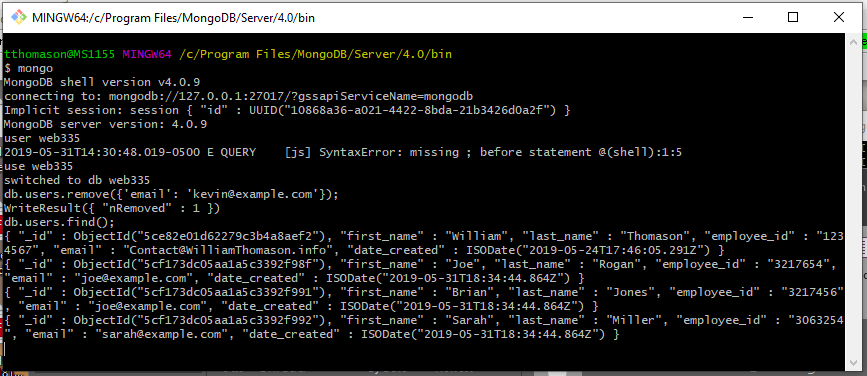 MINGW64:/c/Program Files/MongoDB/Server/4.0/bin
tthomason@MS1155 MINGW64 /c/Program Files/MongoDB/Server/4.0/bin
$ mongo
MongoDB shell version v4.0.9
connecting to: mongodb://127.0.0.1:27017/?gssapiServiceName=mongodb
Implicit session: session { "id" : UUID("10868a36-a021-4422-8bda-21b3426d0a2f") }
MongoDB server version: 4.0.9
user web335
2019-05-31T14:30:48.019-0500 E QUERY    [js] SyntaxError: missing ; before statement @(shell):1:5
use web335
switched to db web335
db.users.remove({'email': 'kevin@example.com'});
WriteResult({ "nRemoved" : 1 })
db.users.find();
{ "_id" : ObjectId("5ce82e01d62279c3b4a8aef2"), "first_name" : "William", "last_name" : "Thomason", "employee_id" : "123
4567", "email" : "Contact@WilliamThomason.info", "date_created" : ISODate("2019-05-24T17:46:05.291Z") }
{ "_id" : ObjectId("5cf173dc05aa1a5c3392f98f"), "first_name" : "Joe", "last_name" : "Rogan", "employee_id" : "3217654",
"email" : "joe@example.com", "date_created" : ISODate("2019-05-31T18:34:44.864Z") }
{ "_id" : ObjectId("5cf173dc05aa1a5c3392f991"), "first_name" : "Brian", "last_name" : "Jones", "employee_id" : "3217456"
, "email" : "joe@example.com", "date_created" : ISODate("2019-05-31T18:34:44.864Z") }
{ "_id" : ObjectId("5cf173dc05aa1a5c3392f992"), "first_name" : "Sarah", "last_name" : "Miller", "employee_id" : "3063254
", "email" : "sarah@example.com", "date_created" : ISODate("2019-05-31T18:34:44.864Z") }